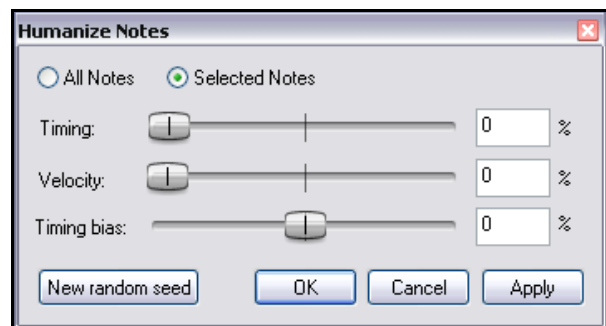 Humanize Notes
All Notes Selected Notes
Timing: 0 %
Velocity: 0 %
Timing bias: 0 %
New random seed OK Cancel Apply